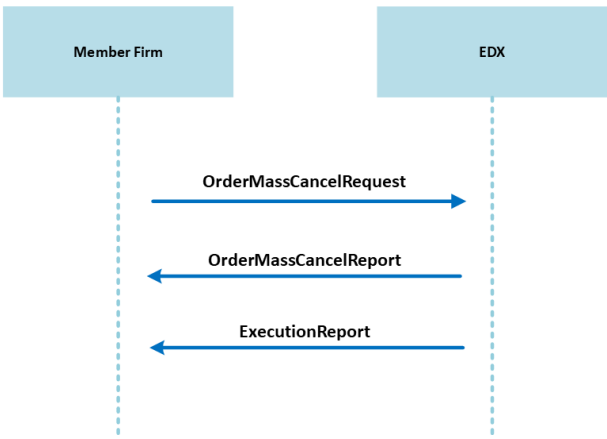 Member Firm
EDX
OrderMassCancelRequest
OrderMassCancelReport
ExecutionReport